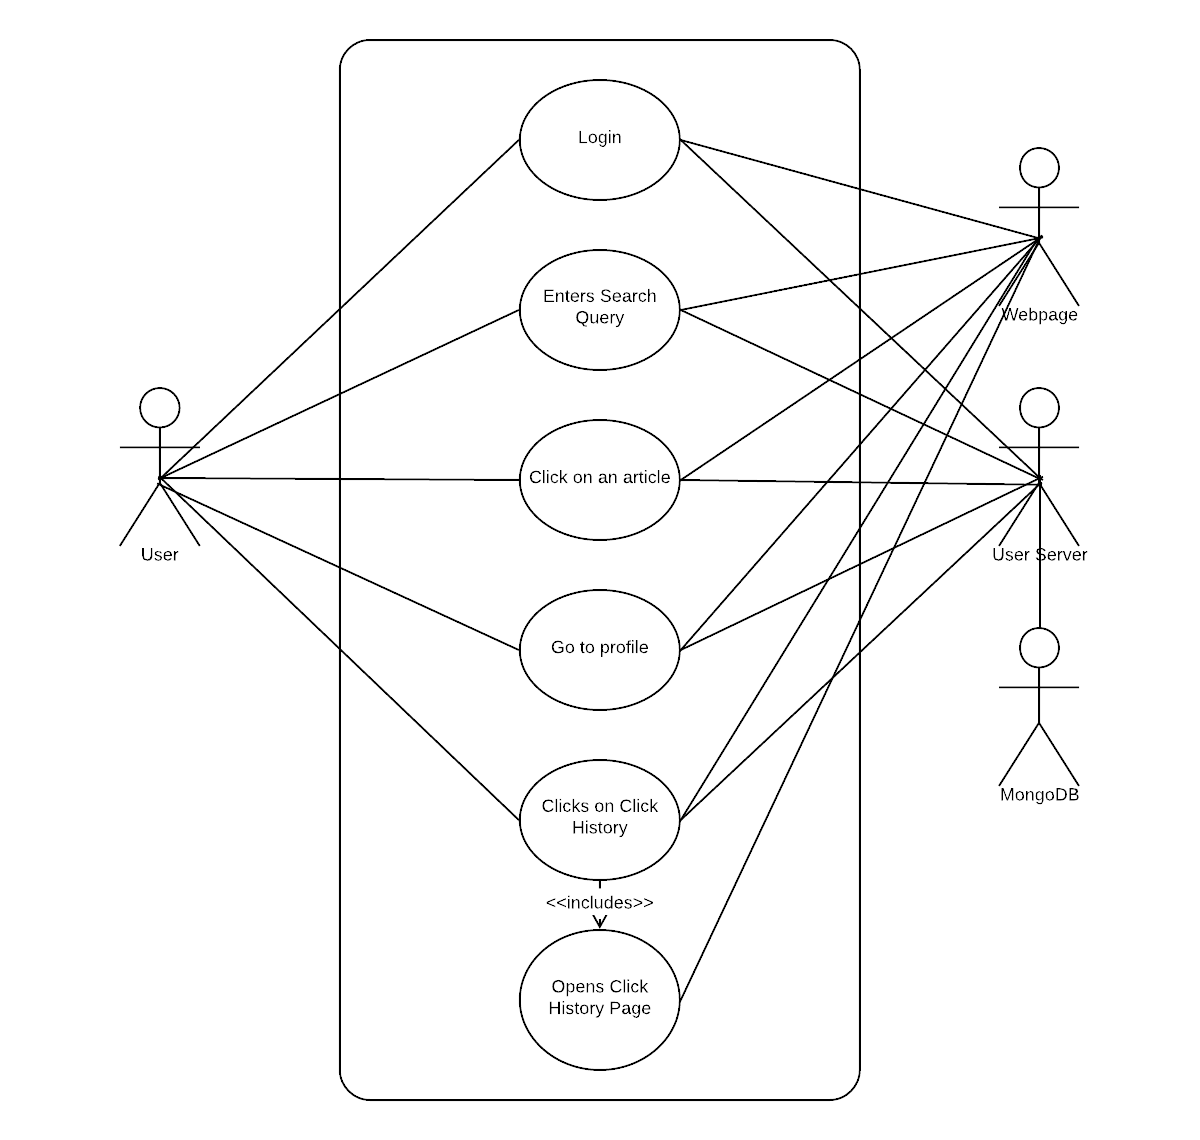 Login
Webpage
Enters Search
Query
Click on an article
User
User Server
Go to profile
MongoDB
Clicks on Click
History
<<includes>>
Opens Click
History Page